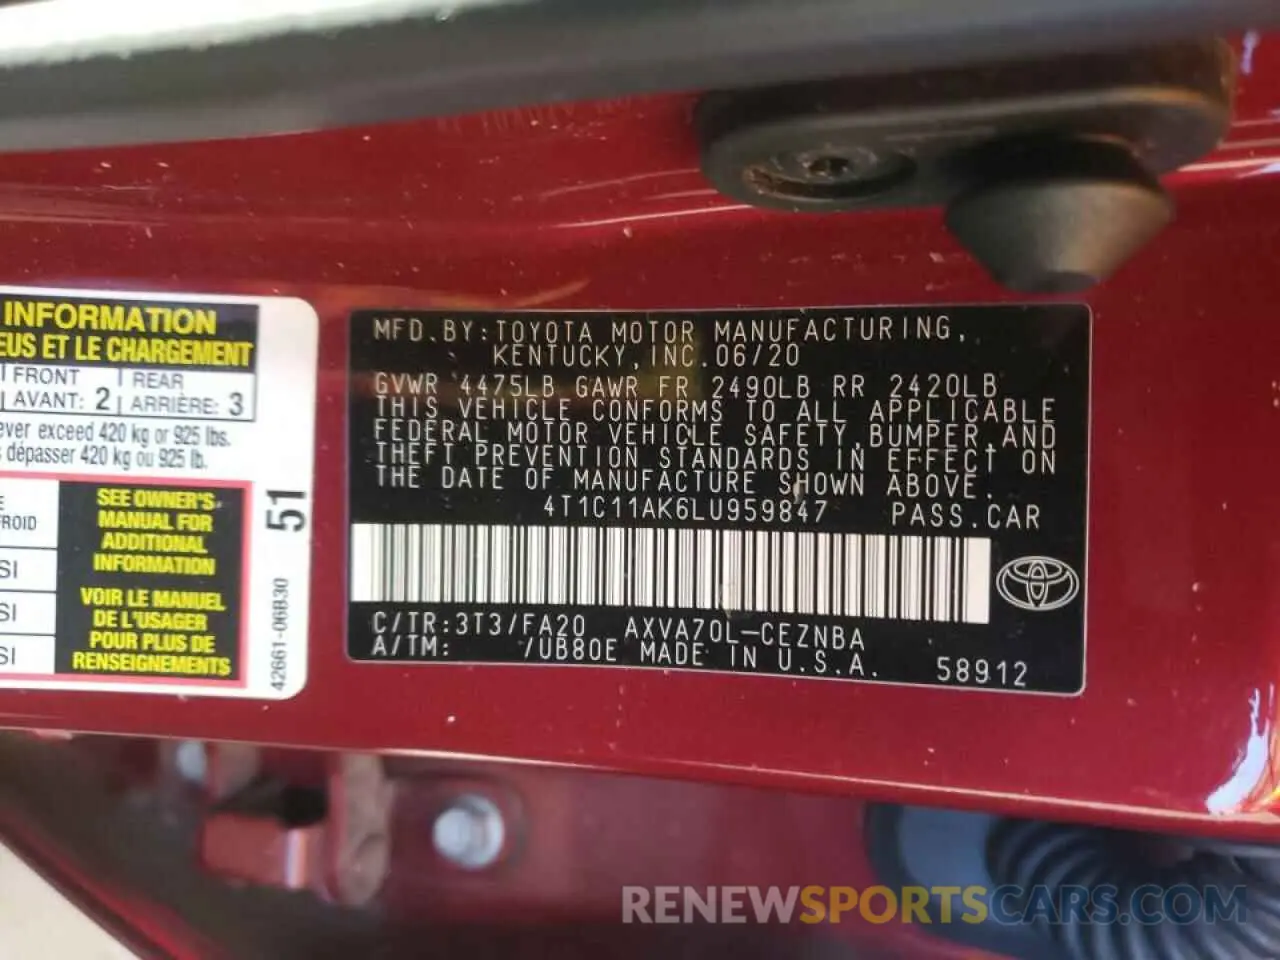 INFORMATION
EUS ET LE CHARGEMENT
FRONT
AVANT: 2
REAR
ARRIÈRE: 3
ever exceed 420 kg or 925 lbs.
dépasser 420 kg ou 925 lb.
FROID
SI
SI
SI
SEE OWNER'S
MANUAL FOR
ADDITIONAL
INFORMATION
VOIR LE MANUEL
DE L'USAGER
POUR PLUS DE
RENSEIGNEMENTS
51
42661-06B30
MFD.BY:TOYOTA MOTOR MANUFACTURING,
KENTUCKY,INC.06/20
GVWR 4475LB GAWR FR 2490LB RR 2420LB
THIS VEHICLE CONFORMS TO ALL APPLICABLE
FEDERAL MOTOR VEHICLE SAFETY,BUMPER,AND
THEFT PREVENTION STANDARDS IN EFFECT ON
THE DATE OF MANUFACTURE SHOWN ABOVE.
4T1C11AK6LU959847 PASS.CAR
C/TR:3T3/FA20 AXVA70L-CEZNBA
A/TM: /UB80E MADE IN U.S.A. 58912
RENEWSPORTSCARS.COM